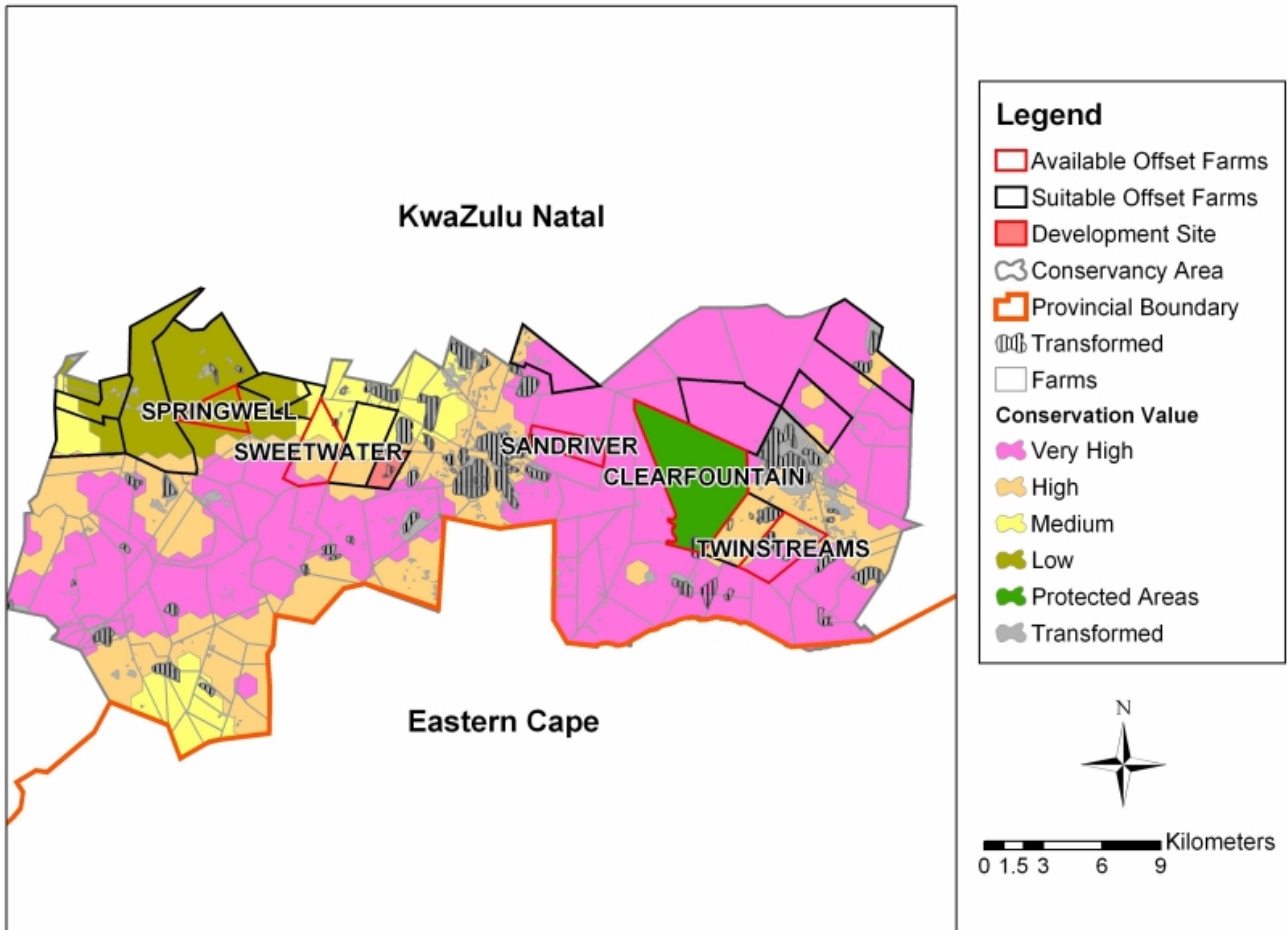 KwaZulu Natal
SPRINGWELL
SWEETWATER
SANDRIVER
CLEARFOUNTAIN
TWINSTREAMS
Eastern Cape
Legend
Available Offset Farms
Suitable Offset Farms
Development Site
Conservancy Area
Provincial Boundary
Transformed
Farms
Conservation Value
Very High
High
Medium
Low
Protected Areas
Transformed
N
Kilometers
0 1.5 3 6 9